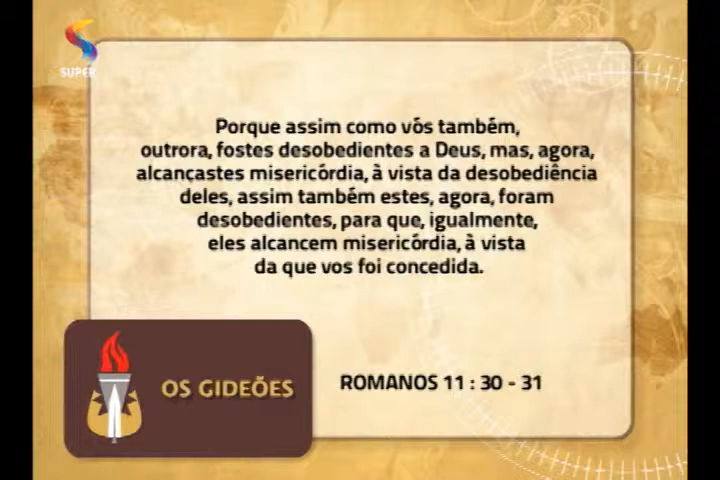 SUPER
Porque assim como vós também,
outrora, fostes desobedientes a Deus, mas, agora,
alcançastes misericórdia, à vista da desobediência
deles, assim também estes, agora, foram
desobedientes, para que, igualmente,
eles alcancem misericórdia, à vista
da que vos foi concedida.
OS GIDEÕES
ROMANOS 11 : 30 - 31